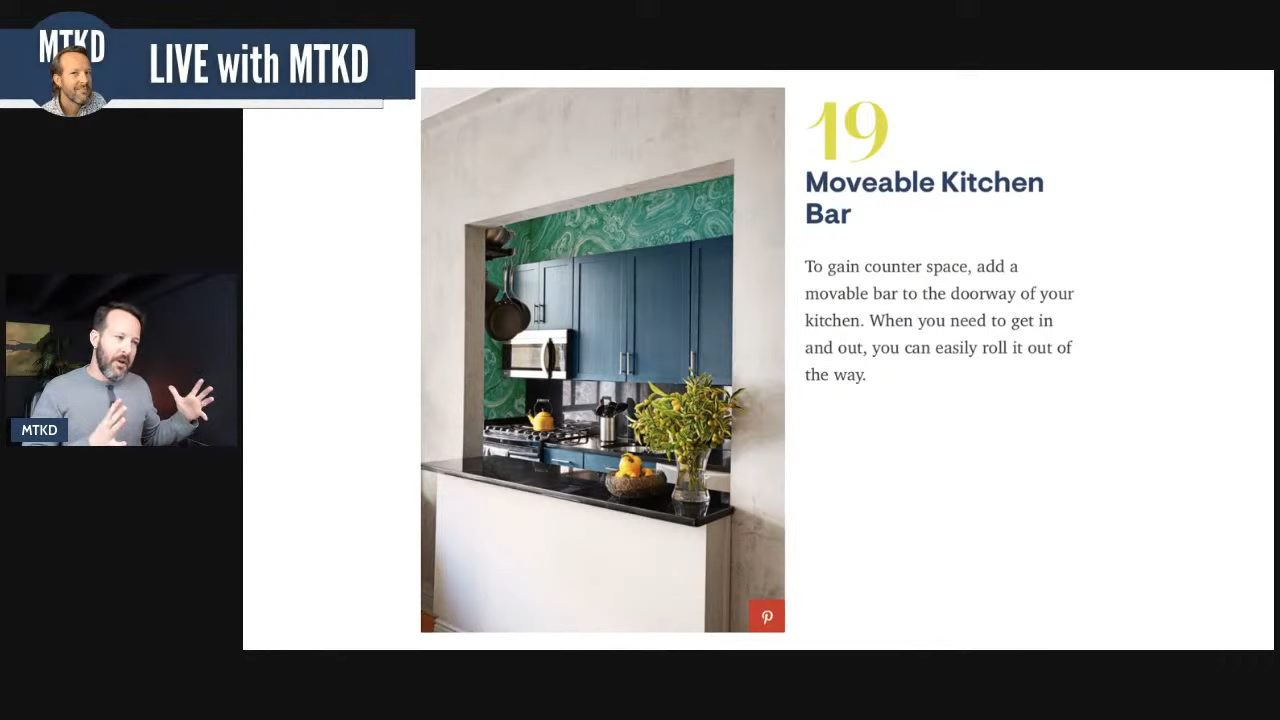 MTKD
LIVE with MTKD
19
Moveable Kitchen
Bar
To gain counter space, add a
movable bar to the doorway of your
kitchen. When you need to get in
and out, you can easily roll it out of
the way.
MTKD